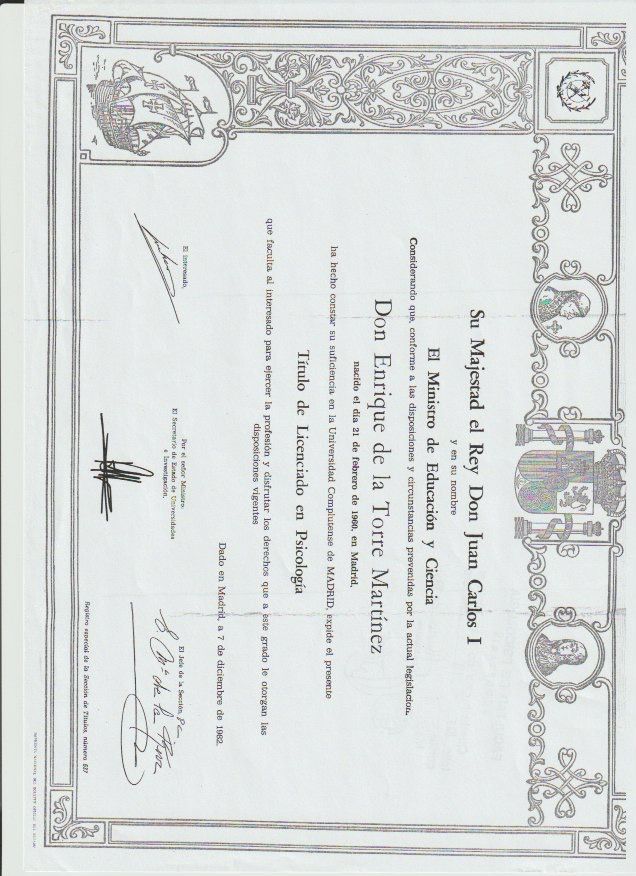 Su Majestad el Rey Don Juan Carlos I
y en su nombre
El Ministro de Educación y Ciencia
Considerando que, conforme a las disposiciones y circunstancias prevenidas por la actual legislacion,
Don Enrique de la Torre Martínez
nacido el dia 21 de febrero de 1960, en Madrid,
ha hecho constar su suficiencia en la Universidad Complutense de MADRID, expide el presente
Título de Licenciado en Psicología
que faculta al interesado para ejercer la profesión y disfrutar los derechos que a este grado le otorgan las
disposiciones vigentes
Dado en Madrid, a 7 de diciembre de 1982
El interesado,
Por el señor Ministro:
El Secretario de Estado de Universidades
e Investigación,
El Jefe de la Sección,
Registro especial de la Sección de Títulos, número 637